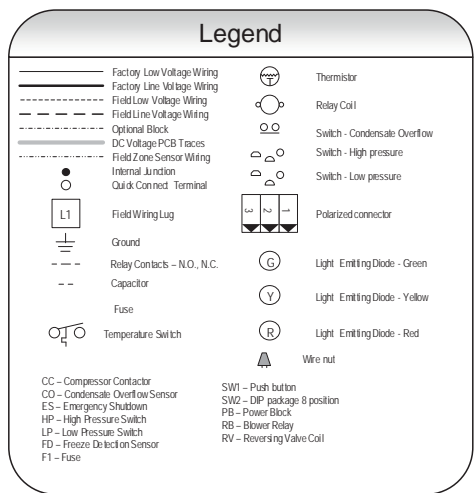 Legend
Factory Low Voltage Wiring
Factory Line Voltage Wiring
Field Low Voltage Wiring
Field Line Voltage Wiring
Optional Block
DC Voltage PCB Traces
Field Zone Sensor Wiring
Internal Junction
Quick Connect Terminal
L1
Field Wiring Lug
Ground
Relay Contacts – N.O., N.C.
Capacitor
Fuse
Temperature Switch
T
Thermistor
Relay Coil
Switch - Condensate Overflow
Switch - High pressure
Switch - Low pressure
3 2 1
Polarized connector
G
Light Emitting Diode - Green
Y
Light Emitting Diode - Yellow
R
Light Emitting Diode - Red
Wire nut
CC – Compressor Contactor
CO – Condensate Overflow Sensor
ES – Emergency Shutdown
HP – High Pressure Switch
LP – Low Pressure Switch
FD – Freeze Detection Sensor
F1 – Fuse
SW1 – Push button
SW2 – DIP package 8 position
PB – Power Block
RB – Blower Relay
RV – Reversing Valve Coil